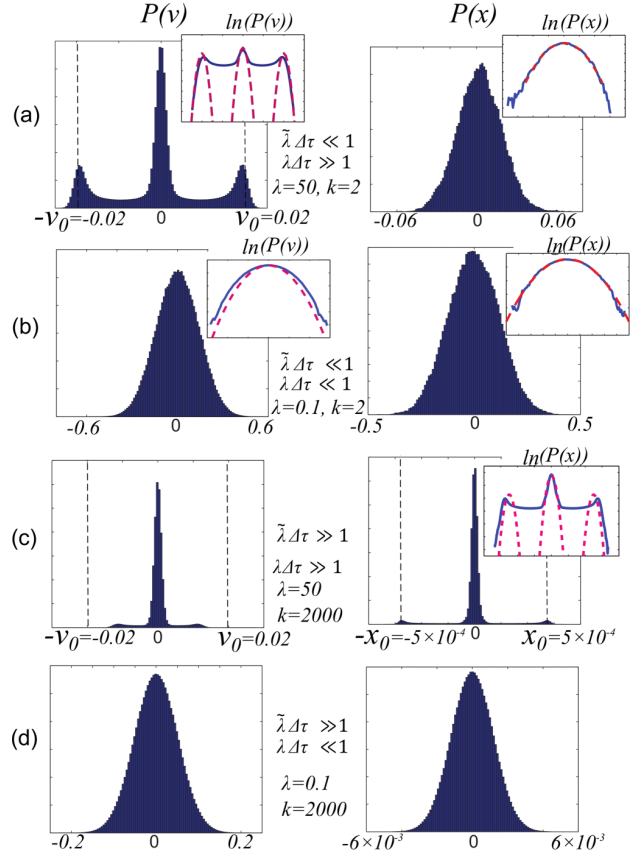 P(v) P(x)
ln(P(v)) ln(P(x))
(a)
λ̃ Δτ ≪ 1
λΔτ ≫ 1
λ=50, k=2
-v₀=-0.02 0 v₀=0.02 -0.06 0 0.06
ln(P(v)) ln(P(x))
(b)
λ̃ Δτ ≪1
λ Δτ ≪1
λ=0.1, k=2
-0.6 0 0.6 -0.5 0 0.5
ln(P(x))
(c)
λ̃ Δτ ≫ 1
λΔτ ≫ 1
λ=50
k=2000
-v₀=-0.02 0 v₀=0.02 -x₀=-5×10⁻⁴ 0 x₀=5×10⁻⁴
(d)
λ̃ Δτ ≫1
λ Δτ ≪1
λ=0.1
k=2000
-0.2 0 0.2 -6×10⁻³ 0 6×10⁻³